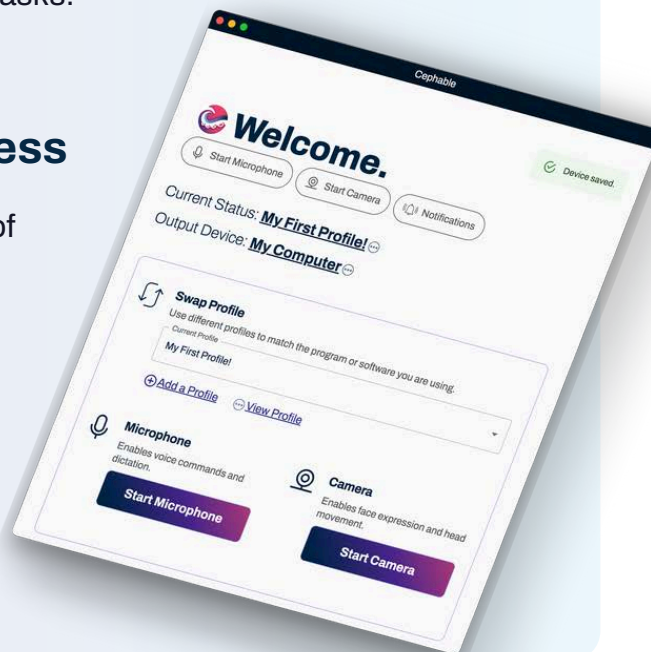 asks.
ess
of
Cephable
Welcome.
Device saved.
Start Microphone
Start Camera
Notifications
Current Status: My First Profile!
Output Device: My Computer
Swap Profile
Use different profiles to match the program or software you are using.
Current Profile
My First Profile!
Add a Profile
View Profile
Microphone
Enables voice commands and
dictation.
Start Microphone
Camera
Enables face expression and head
movement.
Start Camera